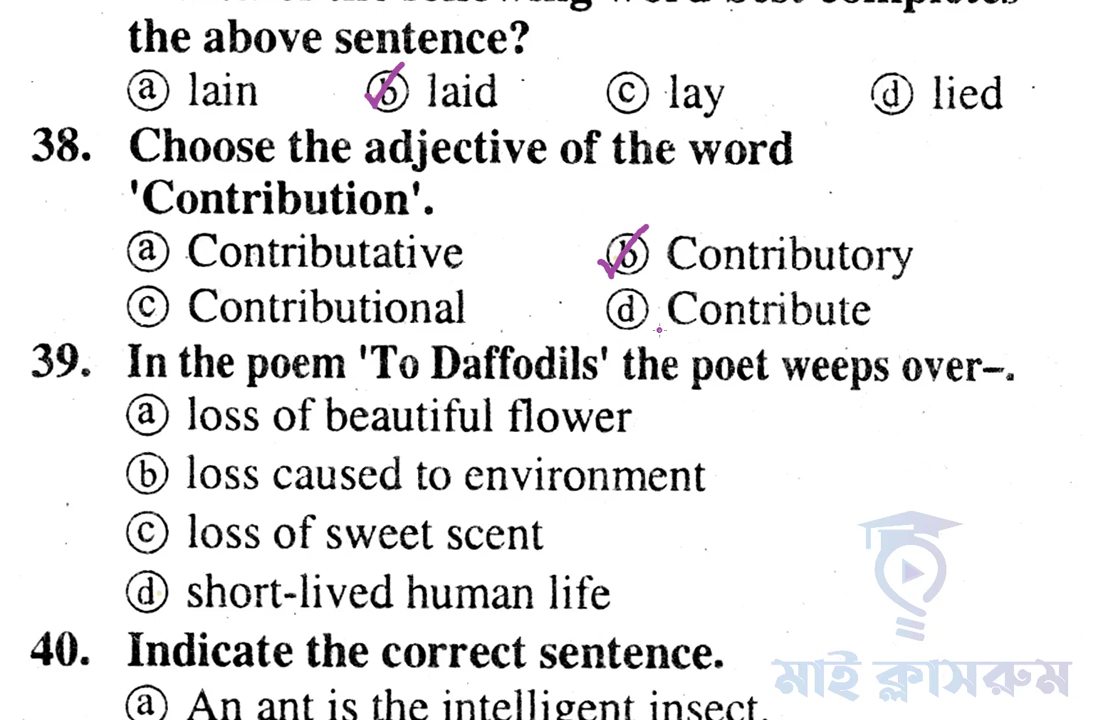 the above sentence?
ⓐ lain ⓑ laid ⓒ lay ⓓ lied
38. Choose the adjective of the word
'Contribution'.
ⓐ Contributative ⓑ Contributory
ⓒ Contributional ⓓ Contribute
39. In the poem 'To Daffodils' the poet weeps over–.
ⓐ loss of beautiful flower
ⓑ loss caused to environment
ⓒ loss of sweet scent
ⓓ short-lived human life
40. Indicate the correct sentence.
মাই ক্লাসরুম
ⓐ An ant is the intelligent insect.